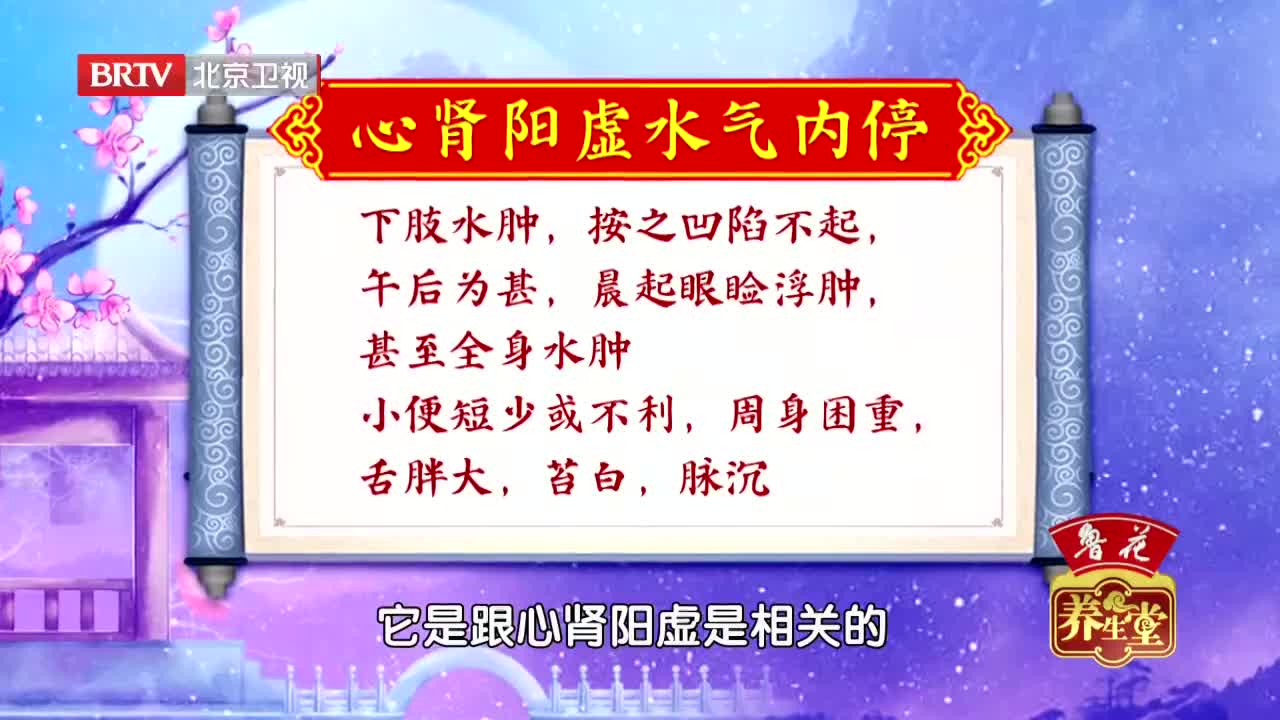 BRTV 北京卫视
心肾阳虚水气内停
下肢水肿，按之凹陷不起，
午后为甚，晨起眼睑浮肿，
甚至全身水肿
小便短少或不利，周身困重，
舌胖大，苔白，脉沉
鲁花
养生堂
它是跟心肾阳虚是相关的